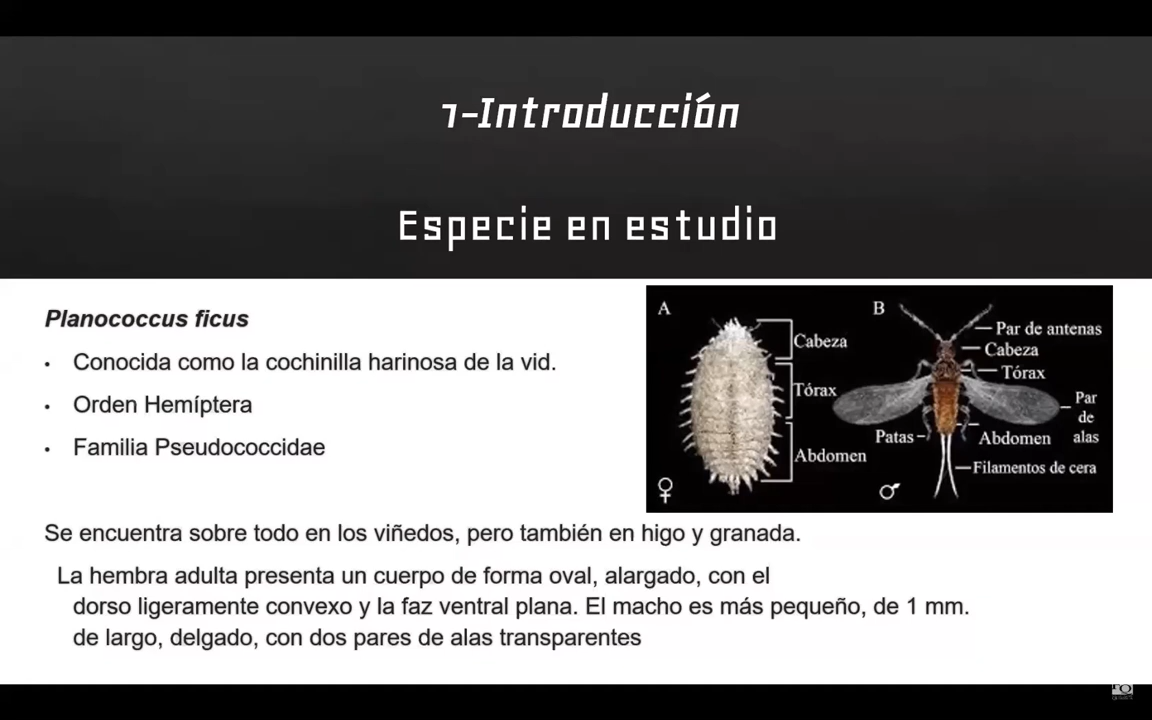 1-Introducción
Especie en estudio
Planococcus ficus
• Conocida como la cochinilla harinosa de la vid.
• Orden Hemíptera
• Familia Pseudococcidae
A
Cabeza
Tórax
Abdomen
♀
B
Par de antenas
Cabeza
Tórax
Par
de
alas
Patas
Abdomen
Filamentos de cera
♂
Se encuentra sobre todo en los viñedos, pero también en higo y granada.
La hembra adulta presenta un cuerpo de forma oval, alargado, con el
dorso ligeramente convexo y la faz ventral plana. El macho es más pequeño, de 1 mm.
de largo, delgado, con dos pares de alas transparentes